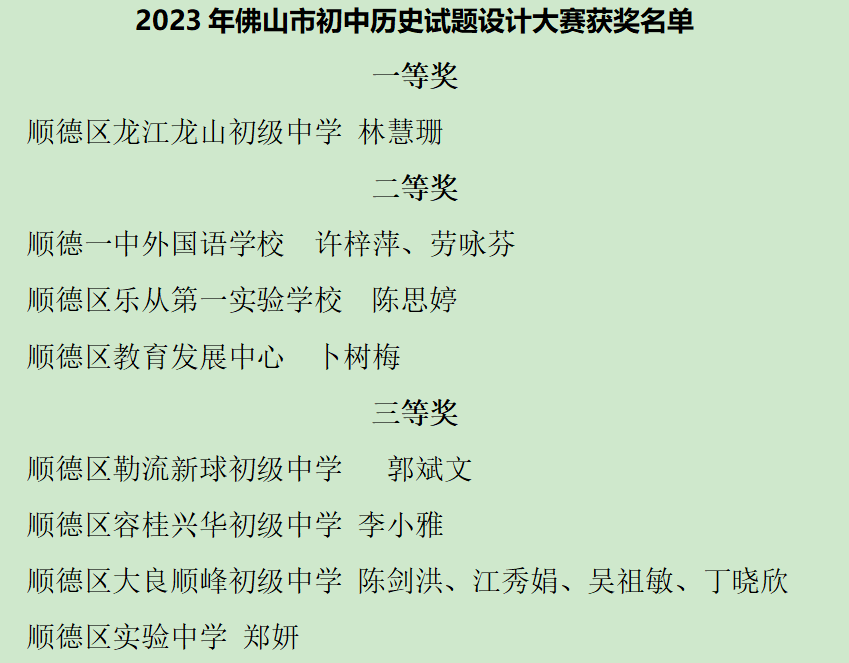 2023 年佛山市初中历史试题设计大赛获奖名单
一等奖
顺德区龙江龙山初级中学 林慧珊
二等奖
顺德一中外国语学校 许梓萍、劳咏芬
顺德区乐从第一实验学校 陈思婷
顺德区教育发展中心 卜树梅
三等奖
顺德区勒流新球初级中学 郭斌文
顺德区容桂兴华初级中学 李小雅
顺德区大良顺峰初级中学 陈剑洪、江秀娟、吴祖敏、丁晓欣
顺德区实验中学 郑妍